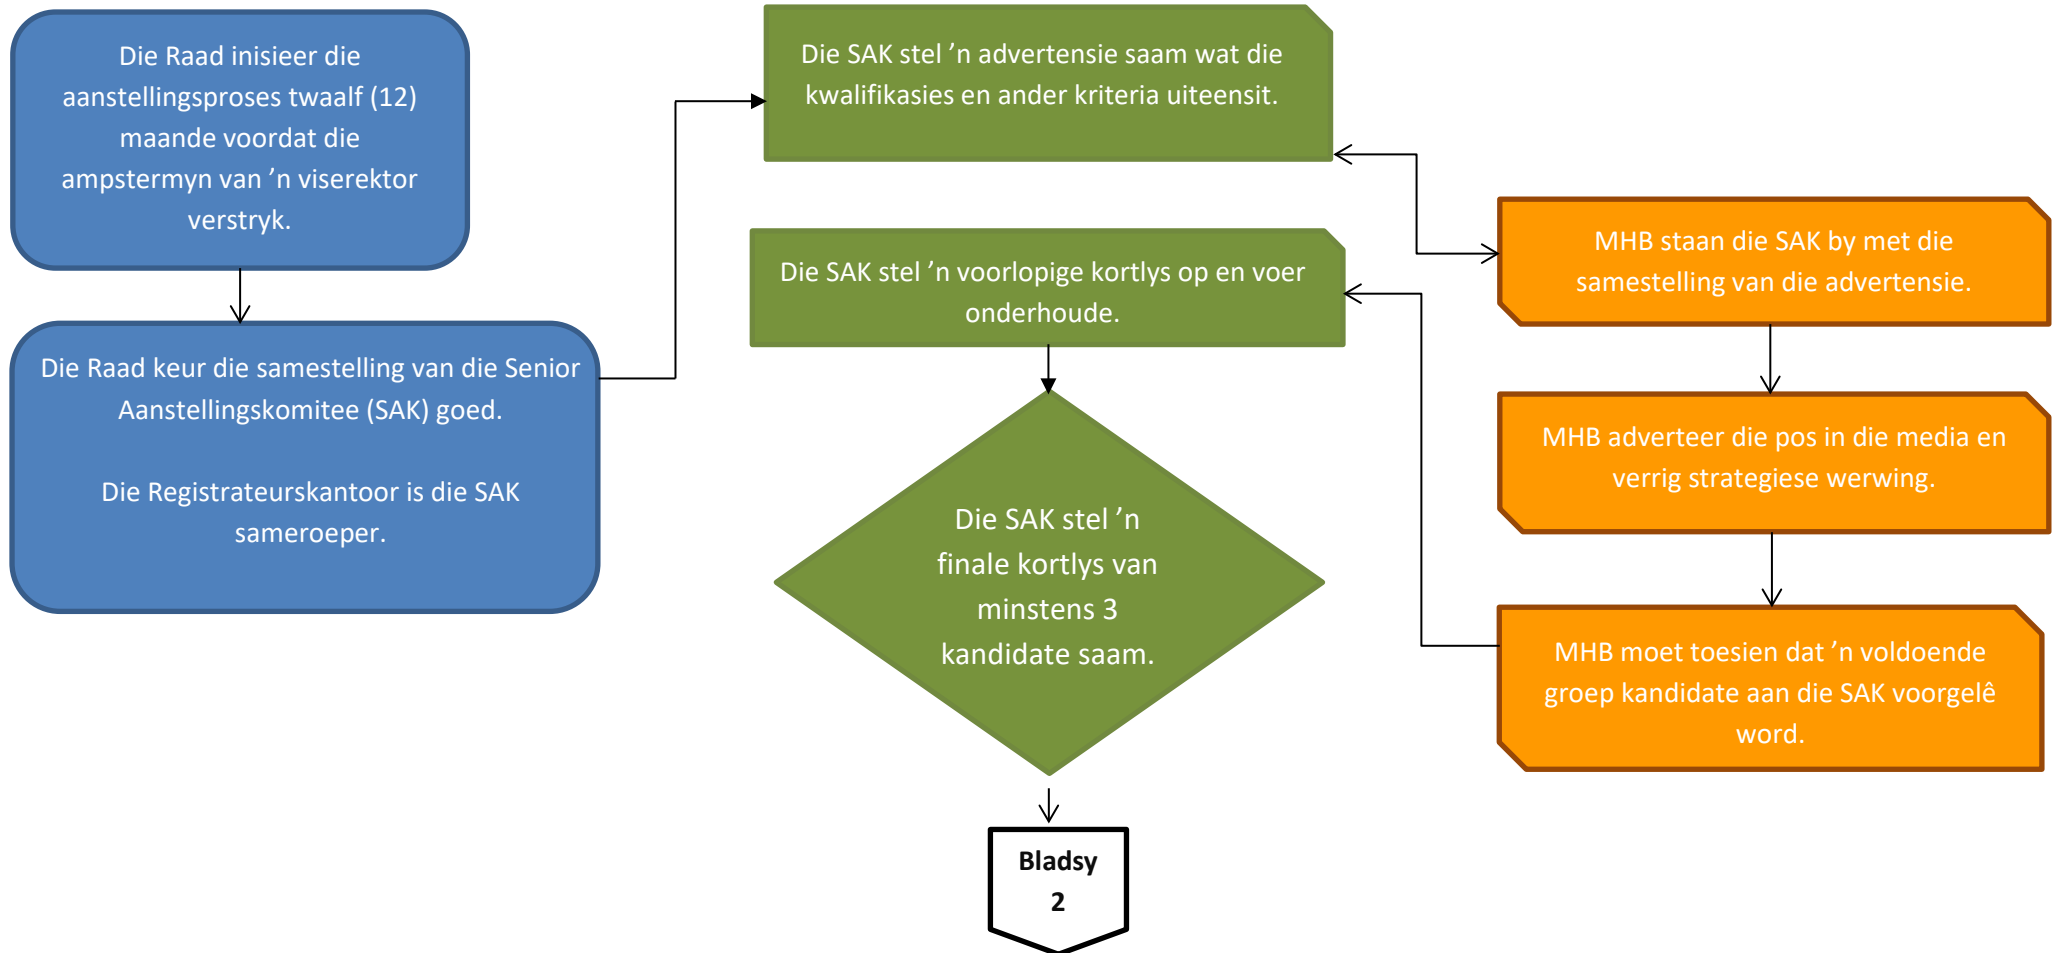 Die Raad inisieer die
aanstellingsproses twaalf (12)
maande voordat die
ampstermyn van ’n viserektor
verstryk.
Die Raad keur die samestelling van die Senior
Aanstellingskomitee (SAK) goed.
Die Registrateurskantoor is die SAK
sameroeper.
Die SAK stel ’n advertensie saam wat die
kwalifikasies en ander kriteria uiteensit.
MHB staan die SAK by met die
samestelling van die advertensie.
MHB adverteer die pos in die media en
verrig strategiese werwing.
MHB moet toesien dat ’n voldoende
groep kandidate aan die SAK voorgelê
word.
Die SAK stel ’n voorlopige kortlys op en voer
onderhoude.
Die SAK stel ’n
finale kortlys van
minstens 3
kandidate saam.
Bladsy
2